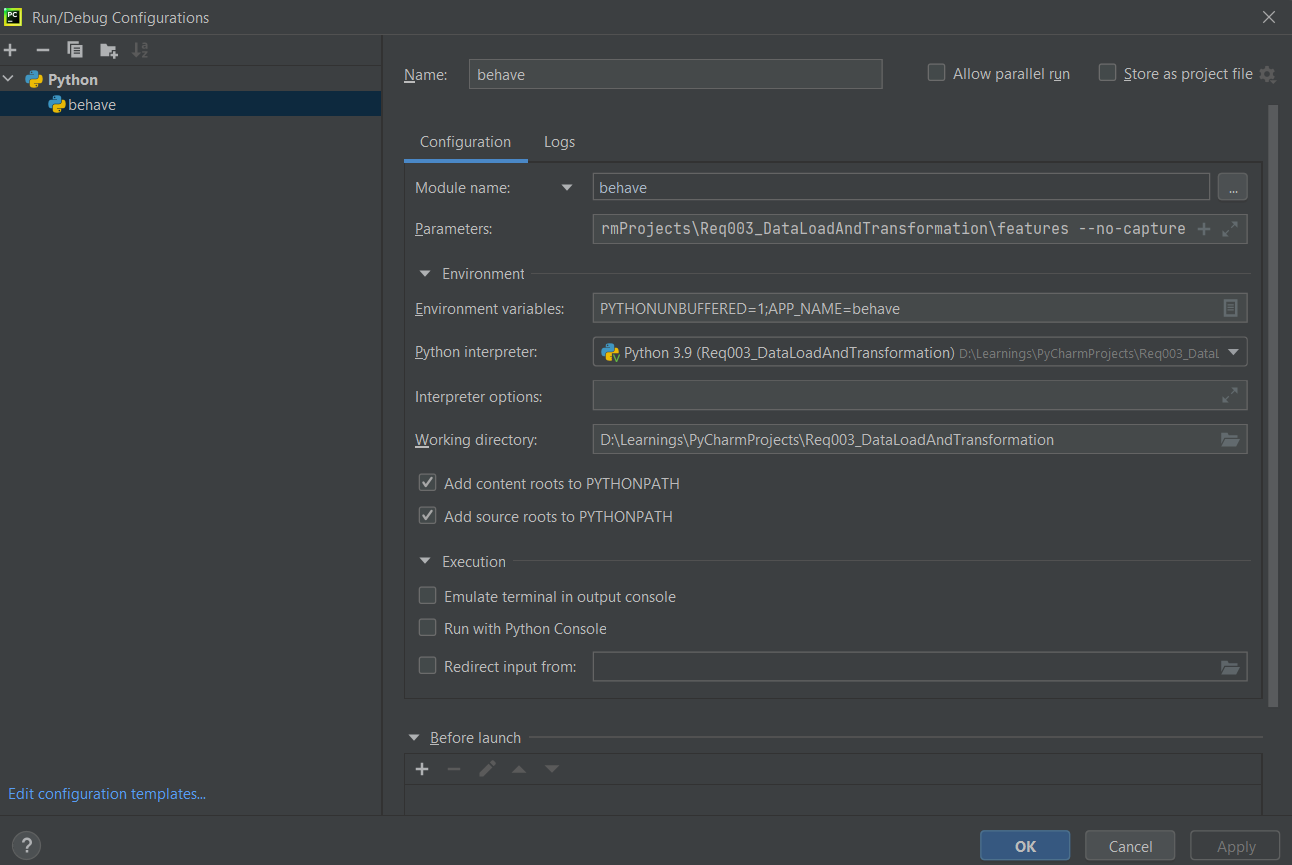 Run/Debug Configurations
Python
behave
Edit configuration templates...
Name:
behave
Allow parallel run
Store as project file
Configuration
Logs
Module name:
behave
...
Parameters:
rmProjects\Req003_DataLoadAndTransformation\features --no-capture
Environment
Environment variables:
PYTHONUNBUFFERED=1;APP_NAME=behave
Python interpreter:
Python 3.9 (Req003_DataLoadAndTransformation) D:\Learnings\PyCharmProjects\Req003_DataL
Interpreter options:
Working directory:
D:\Learnings\PyCharmProjects\Req003_DataLoadAndTransformation
Add content roots to PYTHONPATH
Add source roots to PYTHONPATH
Execution
Emulate terminal in output console
Run with Python Console
Redirect input from:
Before launch
?
OK
Cancel
Apply